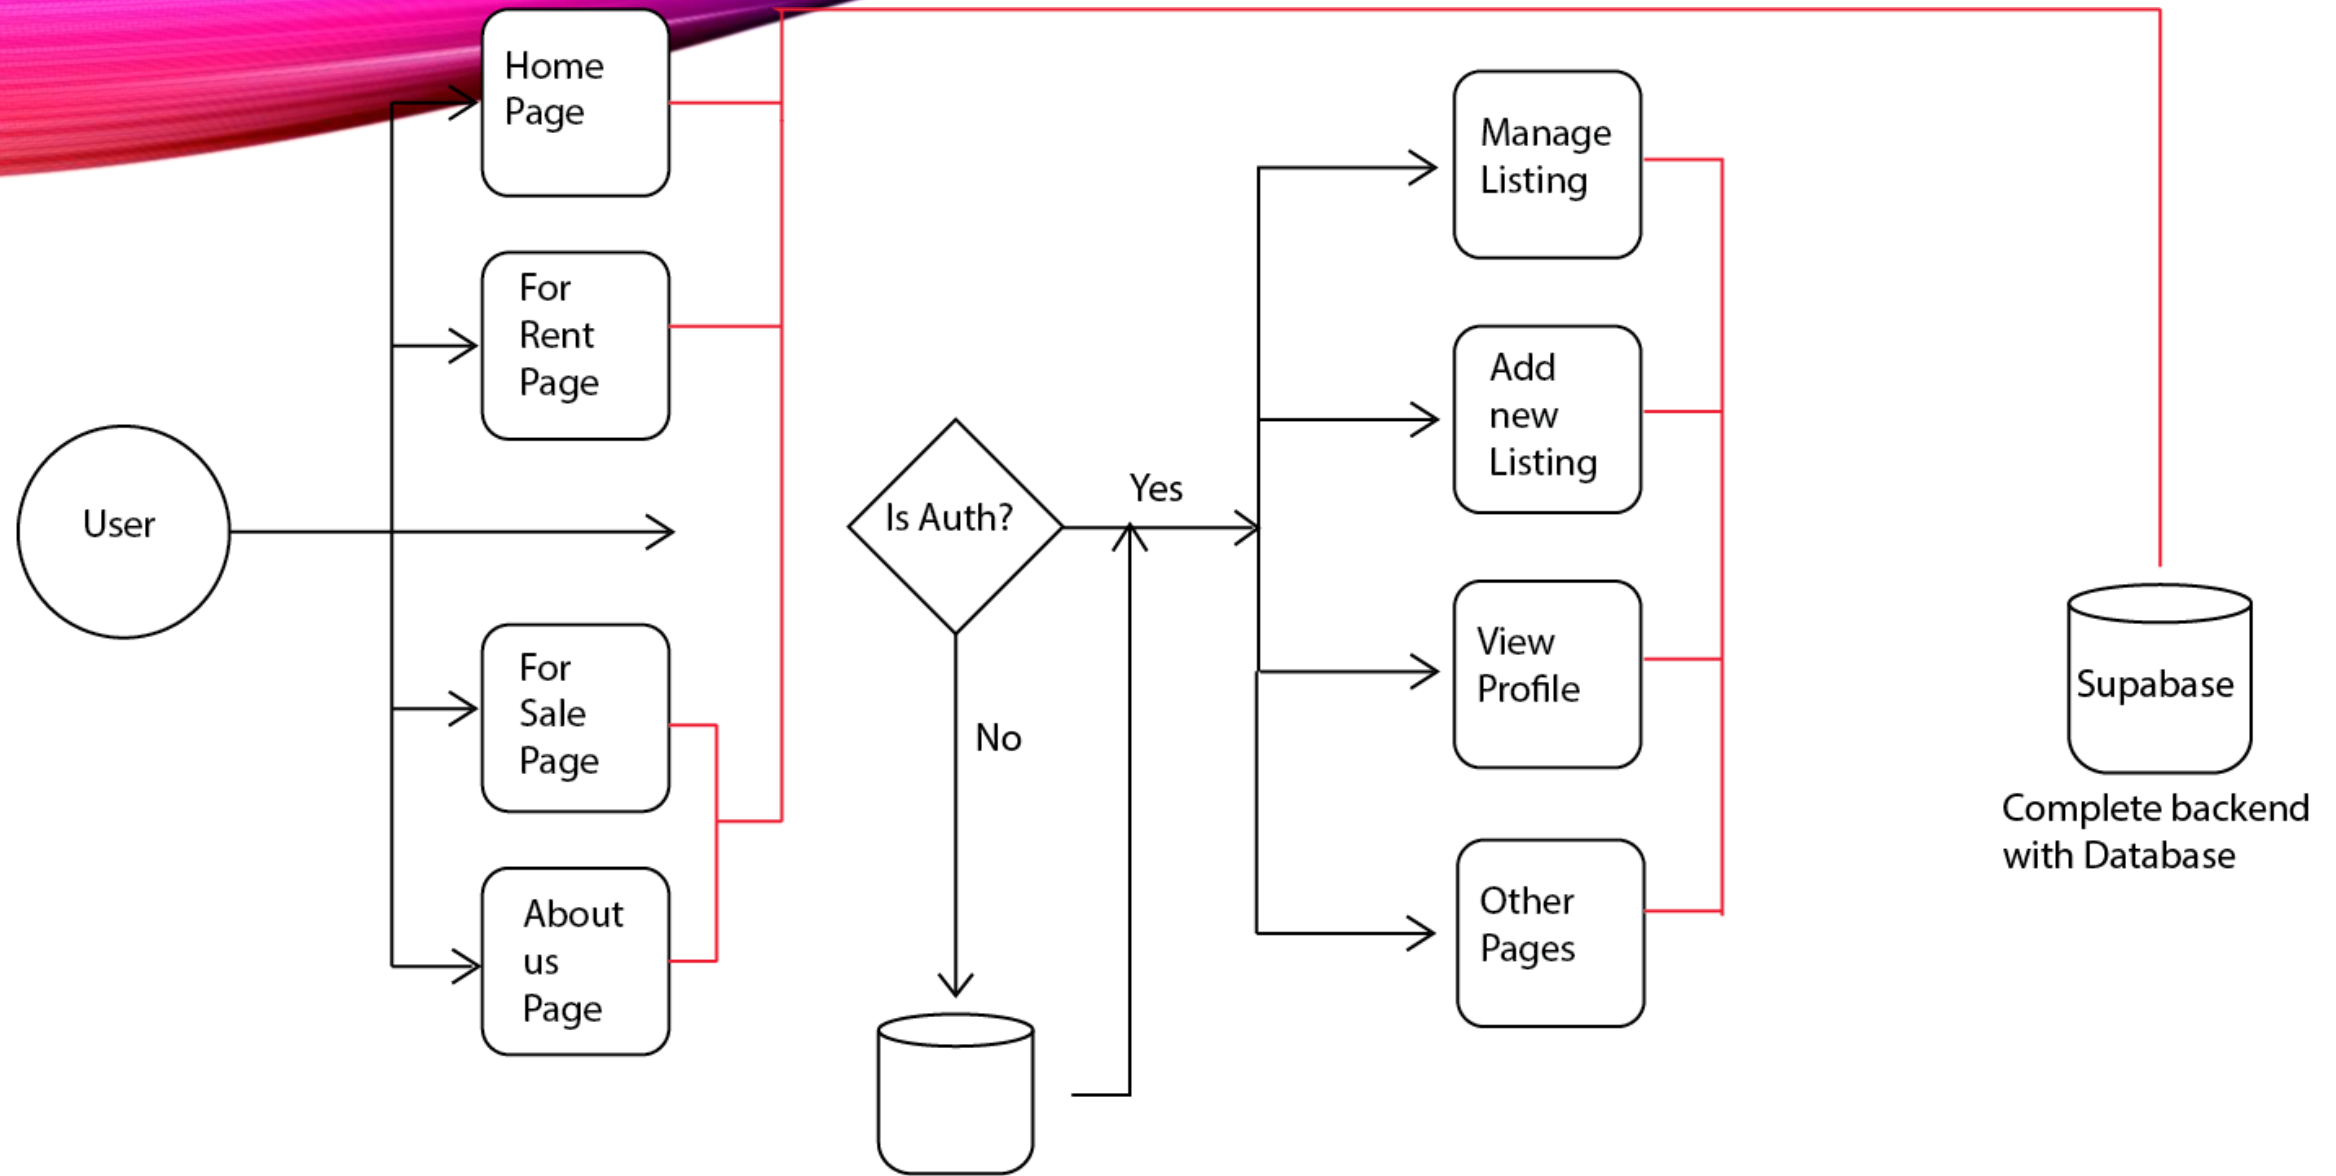 Home
Page
For
Rent
Page
User
For
Sale
Page
About
us
Page
Is Auth?
Yes
No
Manage
Listing
Add
new
Listing
View
Profile
Other
Pages
Supabase
Complete backend
with Database